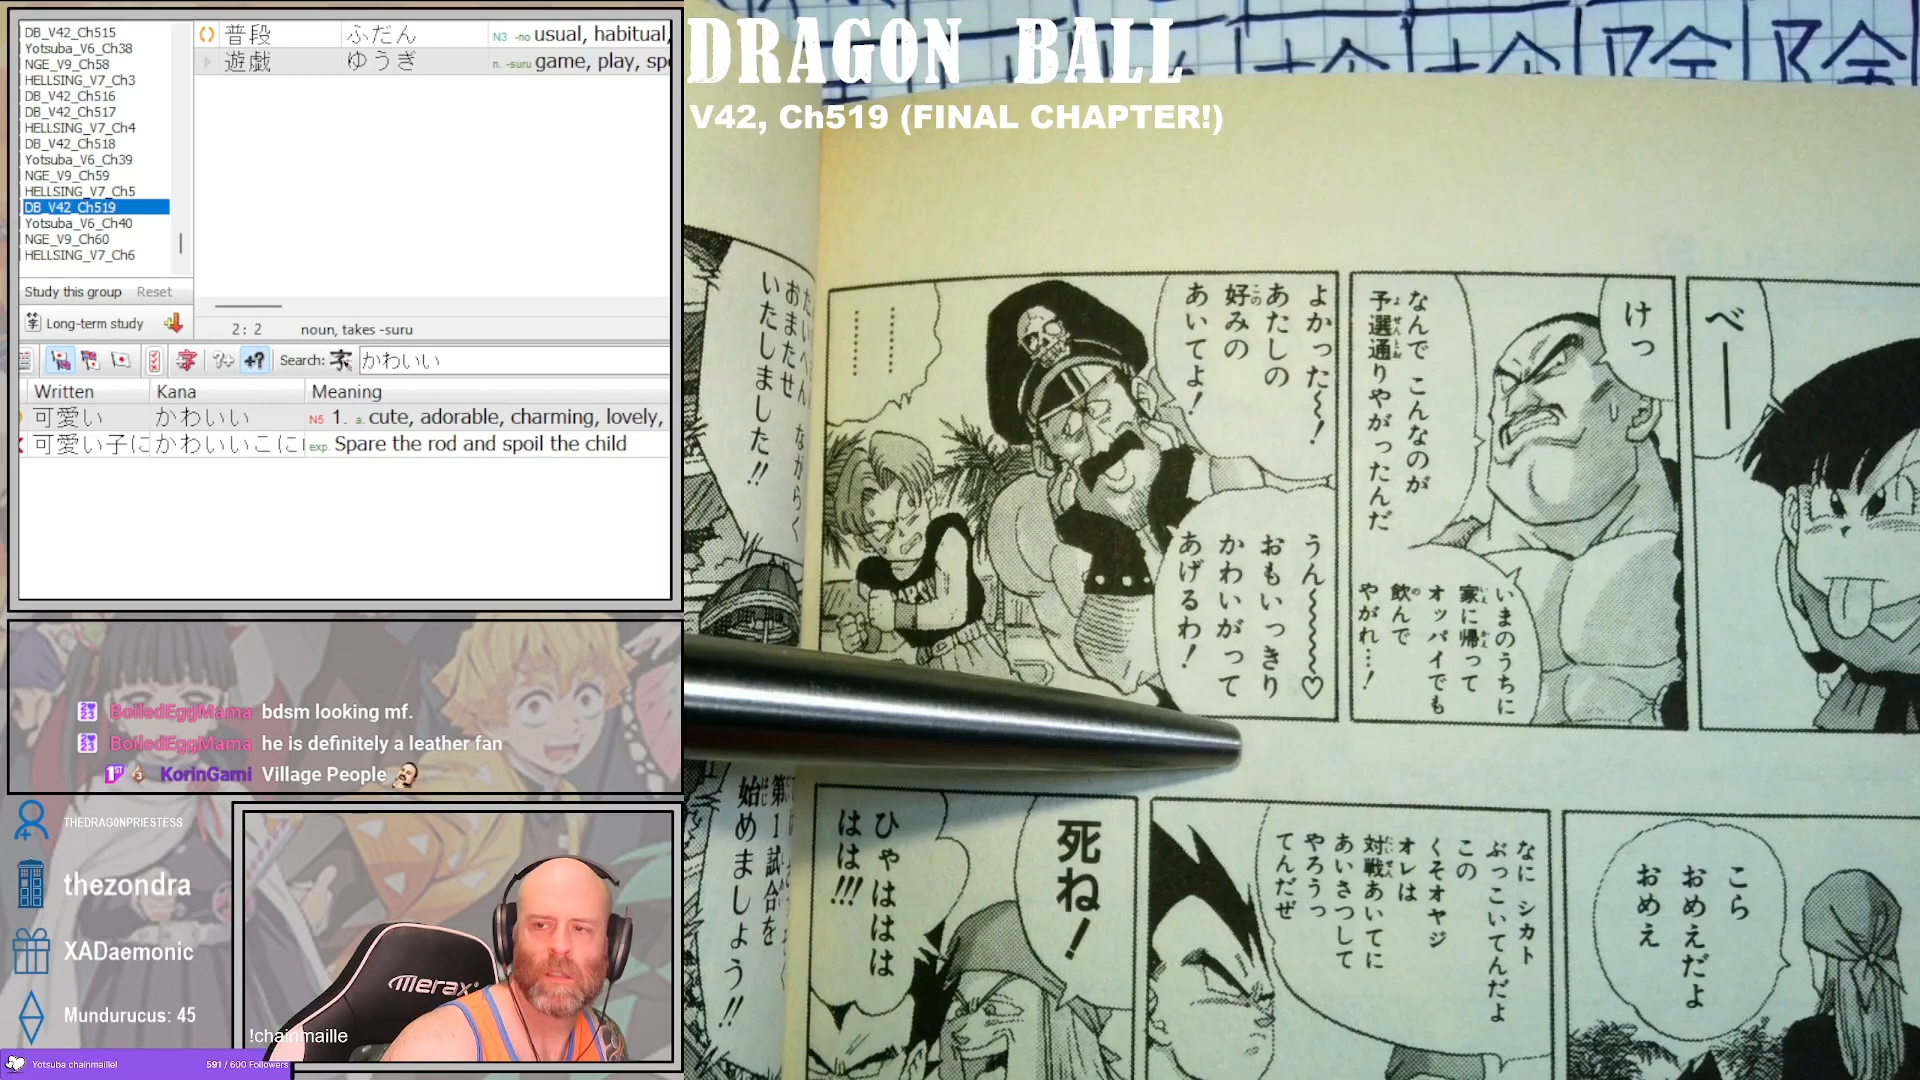 DB_V42_Ch515
Yotsuba_V6_Ch38
NGE_V9_Ch58
HELLSING_V7_Ch3
DB_V42_Ch516
DB_V42_Ch517
HELLSING_V7_Ch4
DB_V42_Ch518
Yotsuba_V6_Ch39
NGE_V9_Ch59
HELLSING_V7_Ch5
DB_V42_Ch519
Yotsuba_V6_Ch40
NGE_V9_Ch60
HELLSING_V7_Ch6
Study this group Reset
Long-term study
普段 ふだん N3 -no usual, habitual,
遊戯 ゆうぎ n. -suru game, play, spo
2: 2 noun, takes -suru
Search: 字 かわいい
Written Kana Meaning
可愛い かわいい N5 1. a. cute, adorable, charming, lovely,
可愛い子に かわいいこに exp. Spare the rod and spoil the child
BoiledEggMama bdsm looking mf.
BoiledEggMama he is definitely a leather fan
KorinGami Village People
THEDRAGONPRIESTESS
thezondra
XADaemonic
Mundurucus: 45
Yotsuba chainmaille! 591 / 600 Followers
merax
!chainmaille
DRAGON BALL
V42, Ch519 (FINAL CHAPTER!)
べー
けっ
なんで こんなのが
予選通りやがったんだ
いまのうちに
家に帰って
オッパイでも
飲んで
やがれ…!
よかった〜!
あたしの
好みの
あいてよ!
うん〜〜♡
おもいっきり
かわいがって
あげるわ!
…………
…………
たいへん ながらく
おまたせ
いたしました!!
こら
おめえだよ
おめえ
なに シカト
ぶっこいてんだよ
この
くそオヤジ
オレは
対戦あいてに
あいさつして
やろうっ
てんだぜ
死ね!
ひゃははは
はは!!!
第1試合を
始めましょう!!